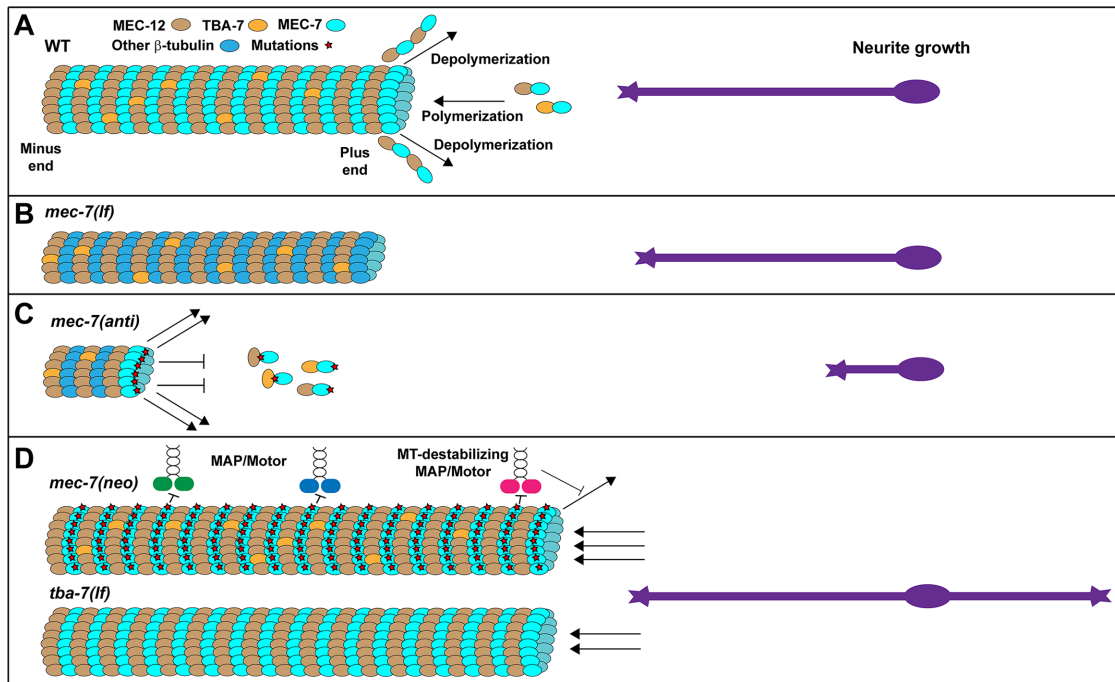 A
MEC-12 TBA-7 MEC-7
WT Other β-tubulin Mutations
Depolymerization
Polymerization
Depolymerization
Minus
end
Plus
end
Neurite growth
B
mec-7(lf)
C
mec-7(anti)
D
mec-7(neo)
MAP/Motor
MT-destabilizing
MAP/Motor
tba-7(lf)